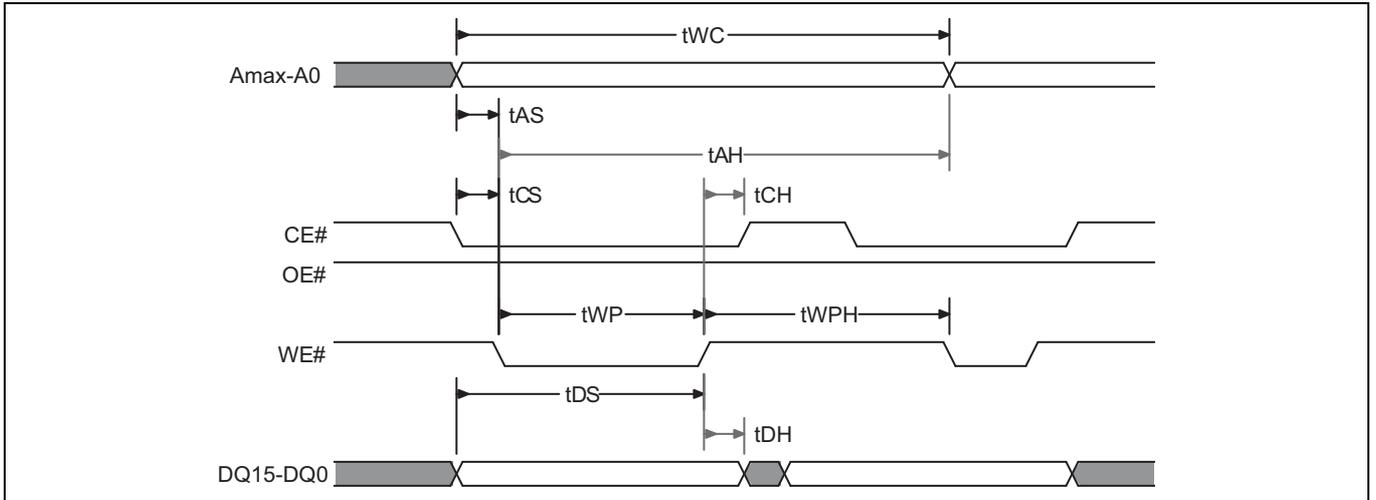 tWC
Amax-A0
tAS
tAH
tCS
tCH
CE#
OE#
tWP
tWPH
WE#
tDS
tDH
DQ15-DQ0